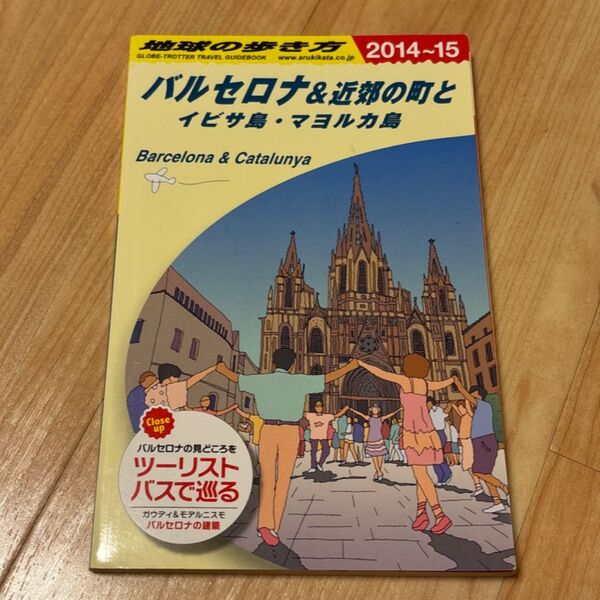 地球の歩き方
GLOBE-TROTTER TRAVEL GUIDEBOOK www.arukikata.co.jp
2014~15
バルセロナ&近郊の町と
イビサ島・マヨルカ島
Barcelona & Catalunya
Close up
バルセロナの見どころを
ツーリスト
バスで巡る
ガウディ&モデルニスモ
バルセロナの建築